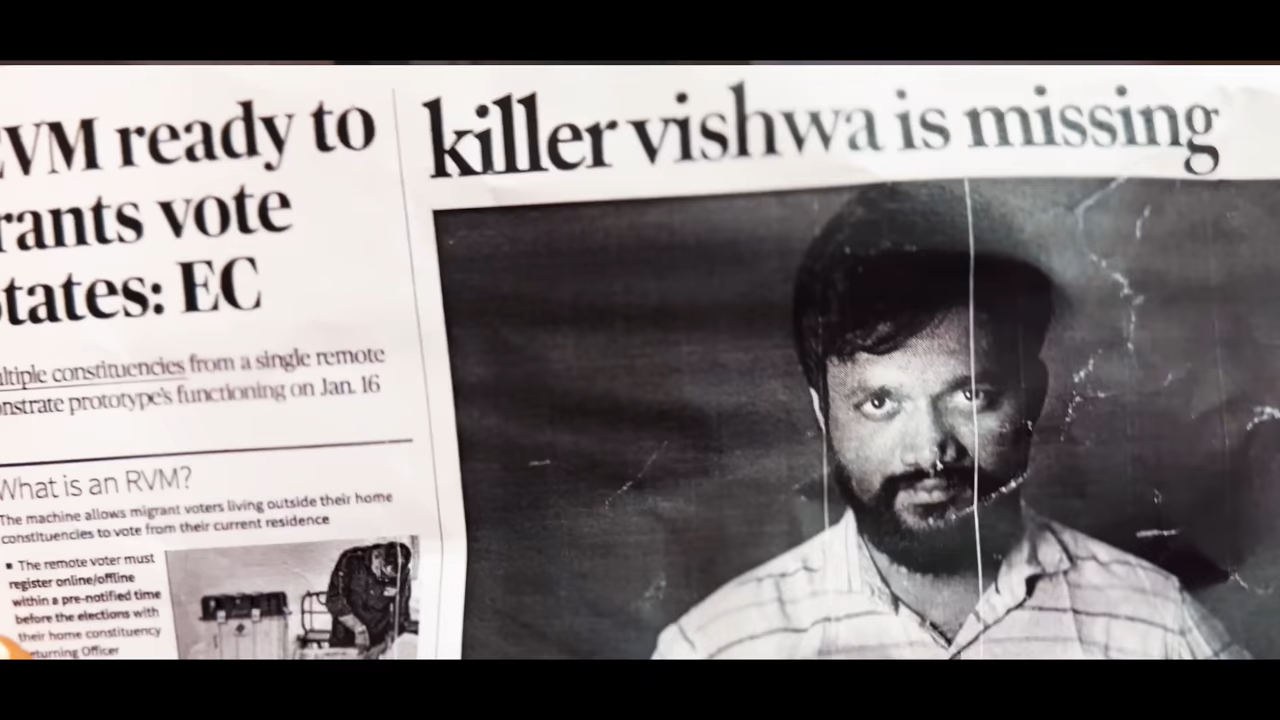 VM ready to
rants vote
tates: EC
ltiple constituencies from a single remote
nstrate prototype's functioning on Jan. 16
What is an RVM?
The machine allows migrant voters living outside their home
constituencies to vote from their current residence
▪ The remote voter must
register online/offline
within a pre-notified time
before the elections with
their home constituency
eturning Officer
killer vishwa is missing